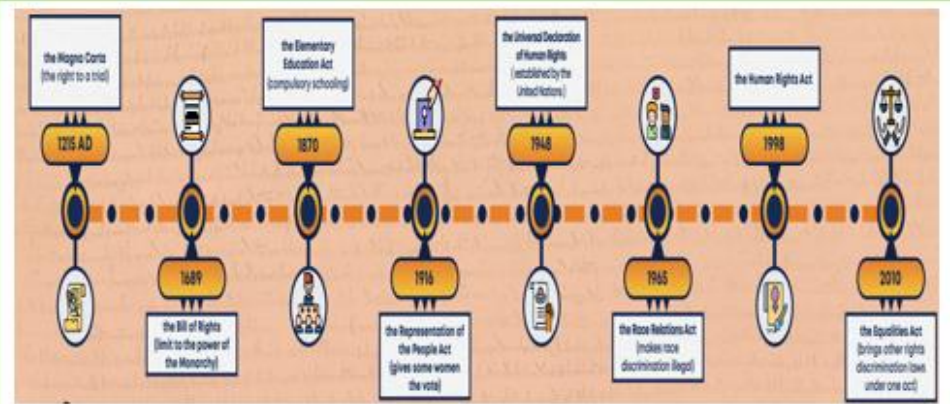 the Magna Carta
(the right to a trial)
1215 AD
1689
the Bill of Rights
(limit to the power of
the Monarchy)
the Elementary
Education Act
(compulsory schooling)
1870
1916
the Representation of
the People Act
(gives some women
the vote)
the Universal Declaration
of Human Rights
(established by the
United Nations)
1948
1965
the Race Relations Act
(makes race
discrimination illegal)
the Human Rights Act
1998
2010
the Equalities Act
(brings other rights
discrimination laws
under one act)